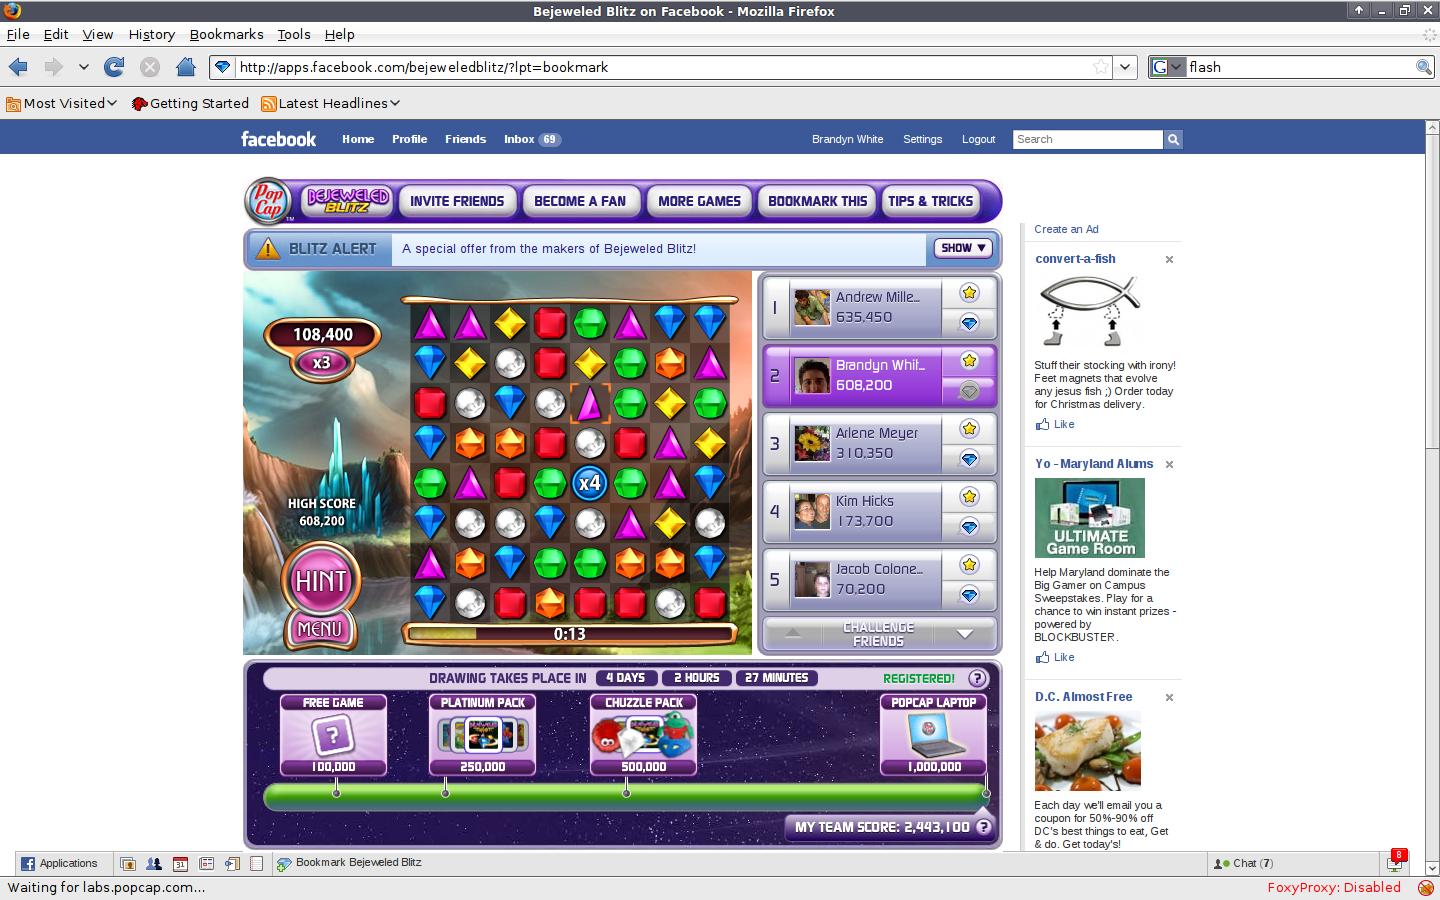 Bejeweled Blitz on Facebook - Mozilla Firefox
File Edit View History Bookmarks Tools Help
http://apps.facebook.com/bejeweledblitz/?lpt=bookmark
G flash
Most Visited Getting Started Latest Headlines
facebook Home Profile Friends Inbox 69 Brandyn White Settings Logout Search
Pop Cap TM BEJEWELED BLITZ INVITE FRIENDS BECOME A FAN MORE GAMES BOOKMARK THIS TIPS & TRICKS
BLITZ ALERT A special offer from the makers of Bejeweled Blitz! SHOW ▼
108,400
x3
HIGH SCORE
608,200
HINT
MENU
x4
0:13
1 Andrew Mille...
635,450
2 Brandyn Whit...
608,200
3 Arlene Meyer
310,350
4 Kim Hicks
173,700
5 Jacob Colone...
70,200
CHALLENGE
FRIENDS
DRAWING TAKES PLACE IN 4 DAYS 2 HOURS 27 MINUTES REGISTERED! ?
FREE GAME
?
100,000
PLATINUM PACK
250,000
CHUZZLE PACK
500,000
POPCAP LAPTOP
1,000,000
MY TEAM SCORE: 2,443,100 ?
Create an Ad
convert-a-fish
Stuff their stocking with irony!
Feet magnets that evolve
any jesus fish ;) Order today
for Christmas delivery.
Like
Yo - Maryland Alums
ULTIMATE
Game Room
Help Maryland dominate the
Big Gamer on Campus
Sweepstakes. Play for a
chance to win instant prizes -
powered by
BLOCKBUSTER.
Like
D.C. Almost Free
Each day we'll email you a
coupon for 50%-90% off
DC's best things to eat, Get
& do. Get today's!
Applications 31 Bookmark Bejeweled Blitz Chat (7) 8
Waiting for labs.popcap.com... FoxyProxy: Disabled